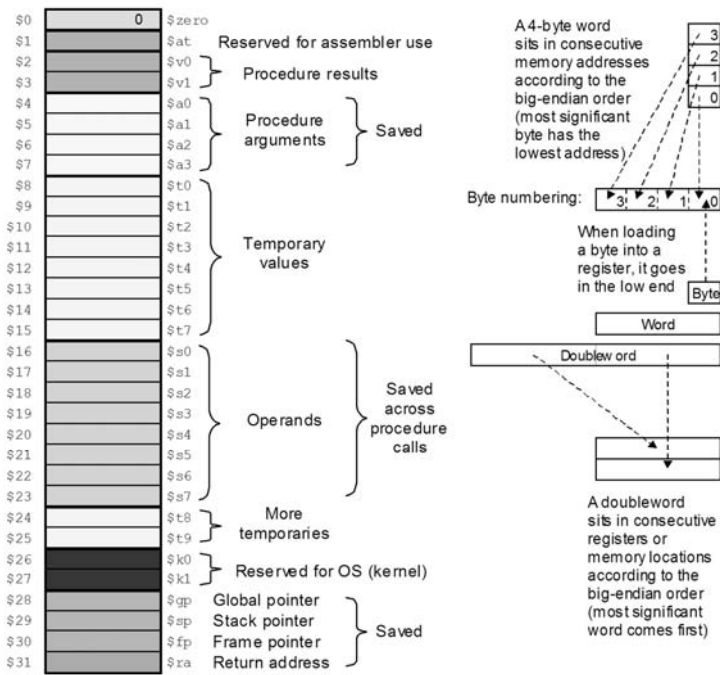 $0 0 $zero
$1 $at Reserved for assembler use
$2 $v0
$3 $v1
Procedure results
$4 $a0
$5 $a1
$6 $a2
$7 $a3
Procedure
arguments
Saved
$8 $t0
$9 $t1
$10 $t2
$11 $t3
$12 $t4
$13 $t5
$14 $t6
$15 $t7
Temporary
values
$16 $s0
$17 $s1
$18 $s2
$19 $s3
$20 $s4
$21 $s5
$22 $s6
$23 $s7
Operands
Saved
across
procedure
calls
$24 $t8
$25 $t9
More
temporaries
$26 $k0
$27 $k1
Reserved for OS (kernel)
$28 $gp Global pointer
$29 $sp Stack pointer
$30 $fp Frame pointer
$31 $ra Return address
Saved
A 4-byte word
sits in consecutive
memory addresses
according to the
big-endian order
(most significant
byte has the
lowest address)
3
2
1
0
Byte numbering: 3 2 1 0
When loading
a byte into a
register, it goes
in the low end
Byte
Word
Doubleword
A doubleword
sits in consecutive
registers or
memory locations
according to the
big-endian order
(most significant
word comes first)